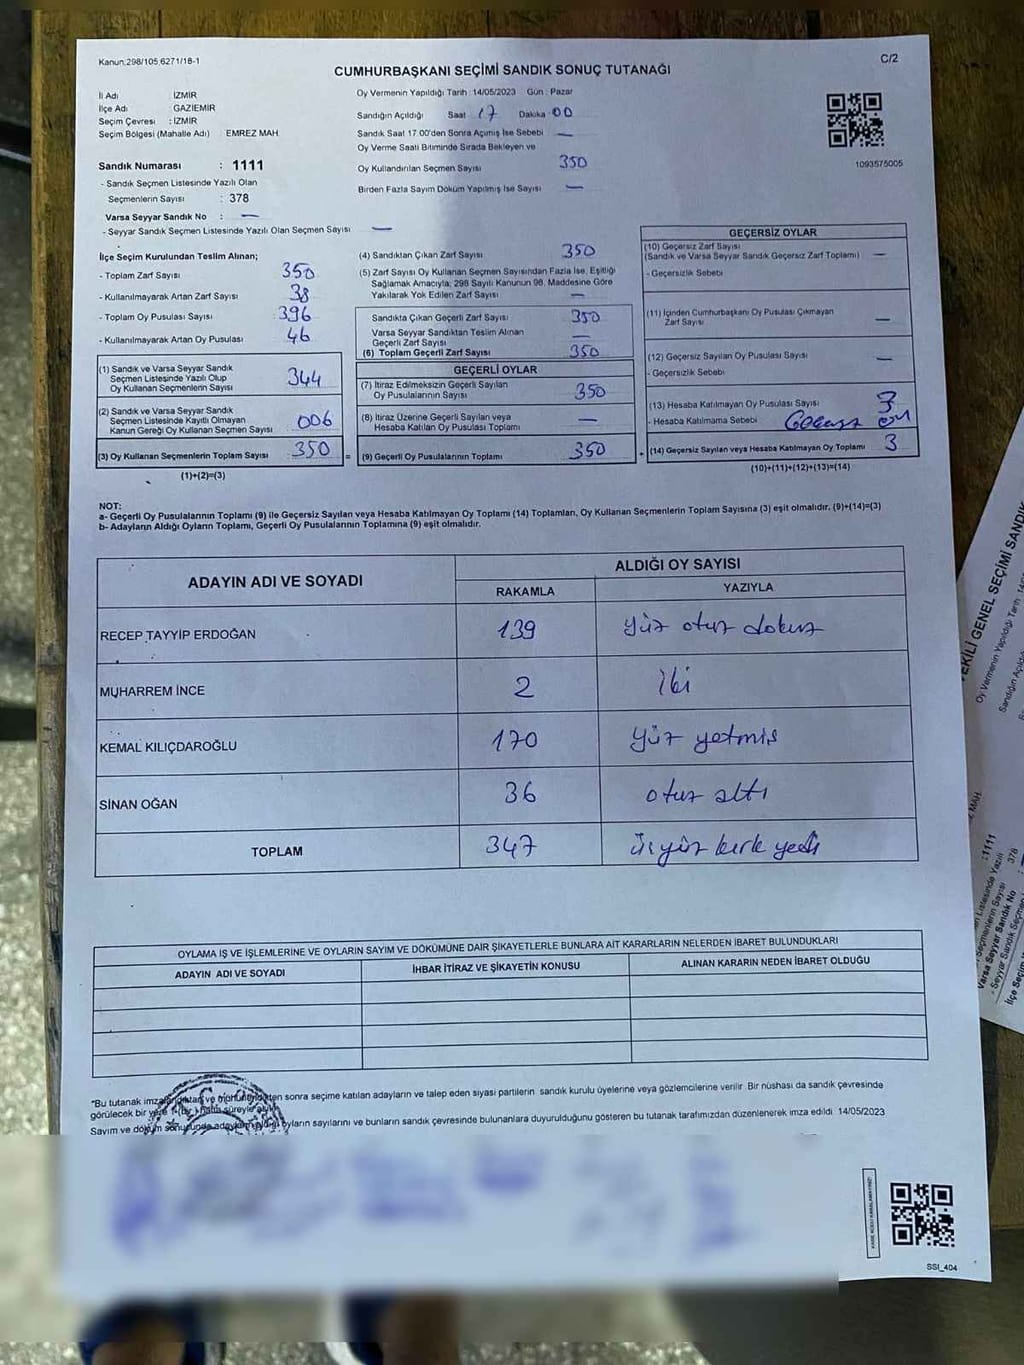 Kanun:298/105,6271/18-1
C/2
CUMHURBAŞKANI SEÇİMİ SANDIK SONUÇ TUTANAĞI
İl Adı İZMİR
İlçe Adı GAZİEMİR
Seçim Çevresi : İZMİR
Seçim Bölgesi (Mahalle Adı) EMREZ MAH.
Sandık Numarası : 1111
- Sandık Seçmen Listesinde Yazılı Olan
Seçmenlerin Sayısı : 378
Varsa Seyyar Sandık No : —
- Seyyar Sandık Seçmen Listesinde Yazılı Olan Seçmen Sayısı —
Oy Vermenin Yapıldığı Tarih : 14/05/2023 Gün : Pazar
Sandığın Açıldığı Saat 17 Dakika 00
Sandık Saat 17.00'den Sonra Açılmış İse Sebebi —
Oy Verme Saati Bitiminde Sırada Bekleyen ve
Oy Kullandırılan Seçmen Sayısı 350
Birden Fazla Sayım Döküm Yapılmış İse Sayısı —
1093575005
İlçe Seçim Kurulundan Teslim Alınan;
- Toplam Zarf Sayısı 350
- Kullanılmayarak Artan Zarf Sayısı 38
- Toplam Oy Pusulası Sayısı 396
- Kullanılmayarak Artan Oy Pusulası 46
(1) Sandık ve Varsa Seyyar Sandık
Seçmen Listesinde Yazılı Olup
Oy Kullanan Seçmenlerin Sayısı 344
(2) Sandık ve Varsa Seyyar Sandık
Seçmen Listesinde Kayıtlı Olmayan
Kanun Gereği Oy Kullanan Seçmen Sayısı 006
(3) Oy Kullanan Seçmenlerin Toplam Sayısı 350 =
(1)+(2)=(3)
(4) Sandıktan Çıkan Zarf Sayısı 350
(5) Zarf Sayısı Oy Kullanan Seçmen Sayısından Fazla İse, Eşitliği
Sağlamak Amacıyla; 298 Sayılı Kanunun 98. Maddesine Göre
Yakılarak Yok Edilen Zarf Sayısı —
Sandıkta Çıkan Geçerli Zarf Sayısı 350
Varsa Seyyar Sandıktan Teslim Alınan
Geçerli Zarf Sayısı —
(6) Toplam Geçerli Zarf Sayısı 350
GEÇERLİ OYLAR
(7) İtiraz Edilmeksizin Geçerli Sayılan
Oy Pusulalarının Sayısı 350
(8) İtiraz Üzerine Geçerli Sayılan veya
Hesaba Katılan Oy Pusulası Toplamı —
(9) Geçerli Oy Pusulalarının Toplamı 350 +
GEÇERSİZ OYLAR
(10) Geçersiz Zarf Sayısı
(Sandık ve Varsa Seyyar Sandık Geçersiz Zarf Toplamı) —
- Geçersizlik Sebebi
(11) İçinden Cumhurbaşkanı Oy Pusulası Çıkmayan
Zarf Sayısı —
(12) Geçersiz Sayılan Oy Pusulası Sayısı —
- Geçersizlik Sebebi
(13) Hesaba Katılmayan Oy Pusulası Sayısı 3
- Hesaba Katılmama Sebebi
(14) Geçersiz Sayılan veya Hesaba Katılmayan Oy Toplamı 3
(10)+(11)+(12)+(13)=(14)
NOT:
a- Geçerli Oy Pusulalarının Toplamı (9) ile Geçersiz Sayılan veya Hesaba Katılmayan Oy Toplamı (14) Toplamları, Oy Kullanan Seçmenlerin Toplam Sayısına (3) eşit olmalıdır. (9)+(14)=(3)
b- Adayların Aldığı Oyların Toplamı, Geçerli Oy Pusulalarının Toplamına (9) eşit olmalıdır.
ADAYIN ADI VE SOYADI ALDIĞI OY SAYISI
RAKAMLA YAZIYLA
RECEP TAYYİP ERDOĞAN 139 yüz otuz dokuz
MUHARREM İNCE 2 iki
KEMAL KILIÇDAROĞLU 170 yüz yetmiş
SİNAN OĞAN 36 otuz altı
TOPLAM 347 üçyüz kırk yedi
OYLAMA İŞ VE İŞLEMLERİNE VE OYLARIN SAYIM VE DÖKÜMÜNE DAİR ŞİKAYETLERLE BUNLARA AİT KARARLARIN NELERDEN İBARET BULUNDUKLARI
ADAYIN ADI VE SOYADI İHBAR İTİRAZ VE ŞİKAYETİN KONUSU ALINAN KARARIN NEDEN İBARET OLDUĞU
"Bu tutanak sonra seçime katılan adayların ve talep eden siyasi partilerin sandık kurulu üyelerine veya gözlemcilerine verilir. Bir nüshası da sandık çevresinde
görülecek bir yere
Sayım ve döküm sonucunda oyların sayılarını ve bunların sandık çevresinde bulunanlara duyurulduğunu gösteren bu tutanak tarafımızdan düzenlenerek imza edildi. 14/05/2023
SSI_404
GENEL SEÇİMİ SANDIK
Oy Vermenin Yapıldığı Tarih
MAH.
:1111
378
Varsa Seyyar Sandık No
- Seyyar Sandık Seçmen
İlçe Seçim